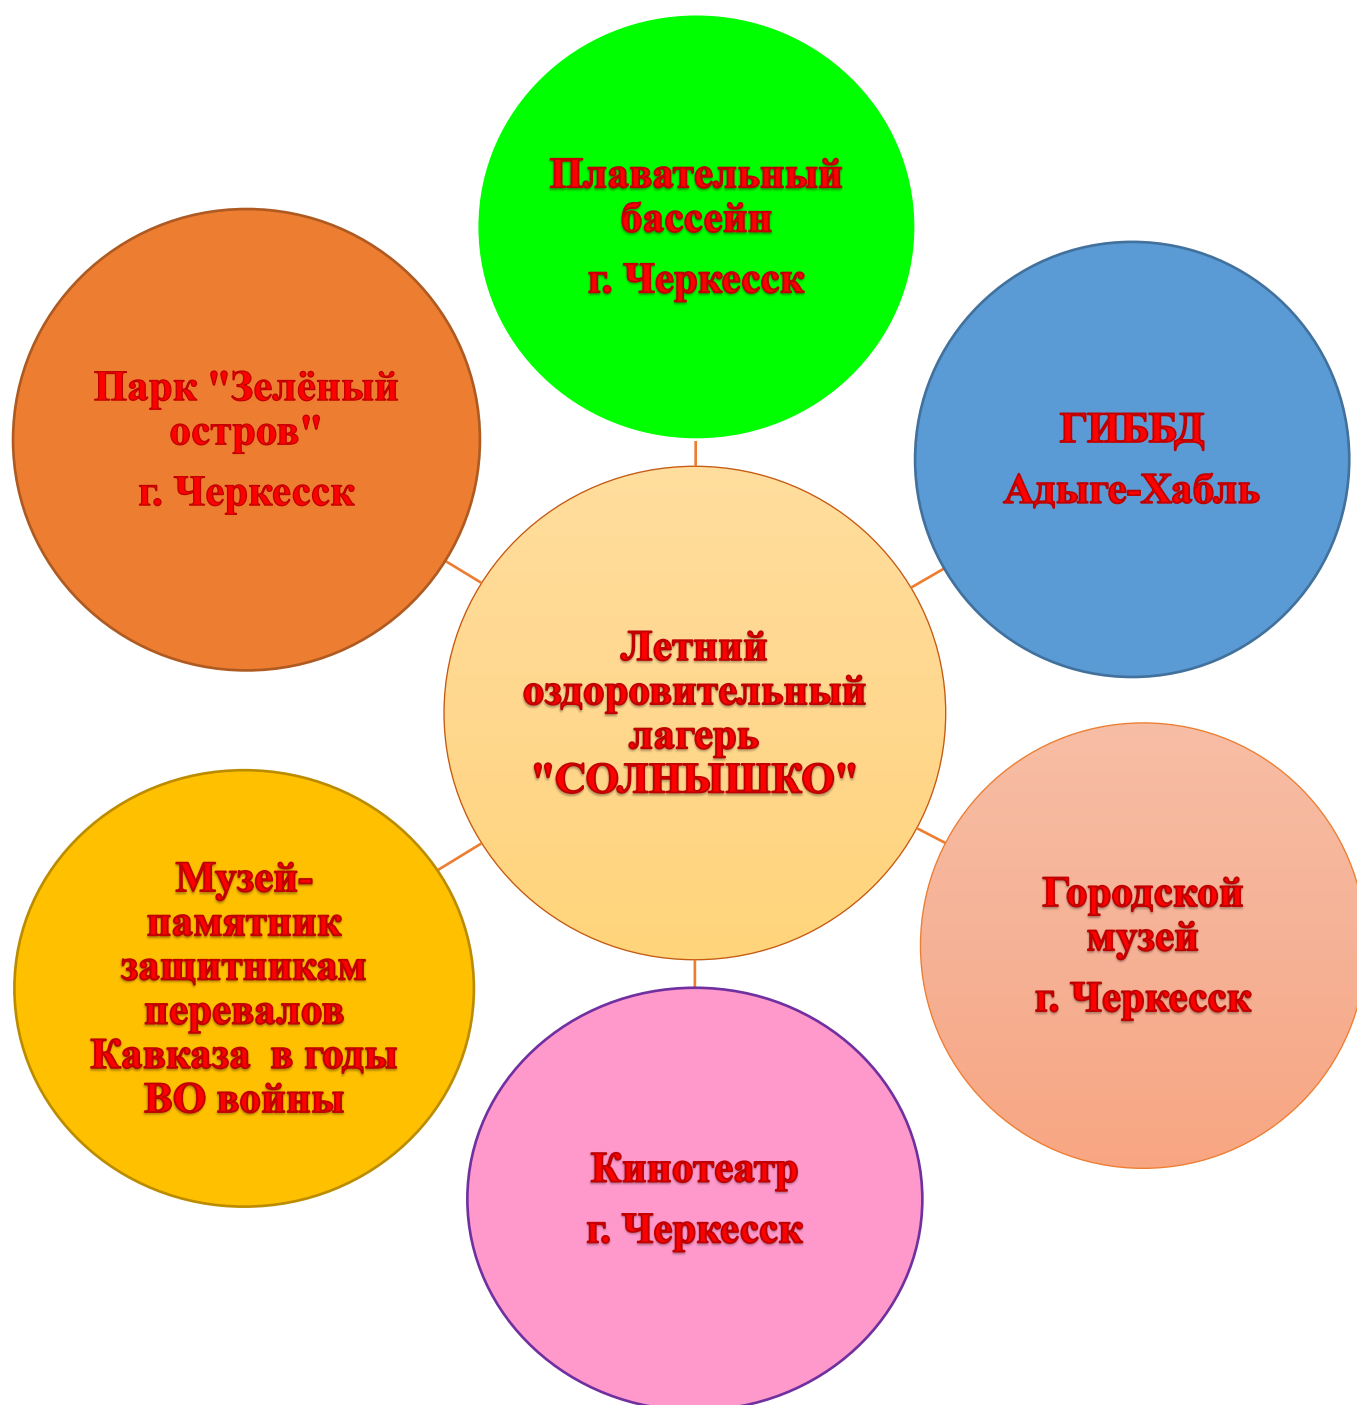 Плавательный
бассейн
г. Черкесск
Парк "Зелёный
остров"
г. Черкесск
ГИББД
Адыге-Хабль
Летний
оздоровительный
лагерь
"СОЛНЫШКО"
Музей-
памятник
защитникам
перевалов
Кавказа в годы
ВО войны
Городской
музей
г. Черкесск
Кинотеатр
г. Черкесск